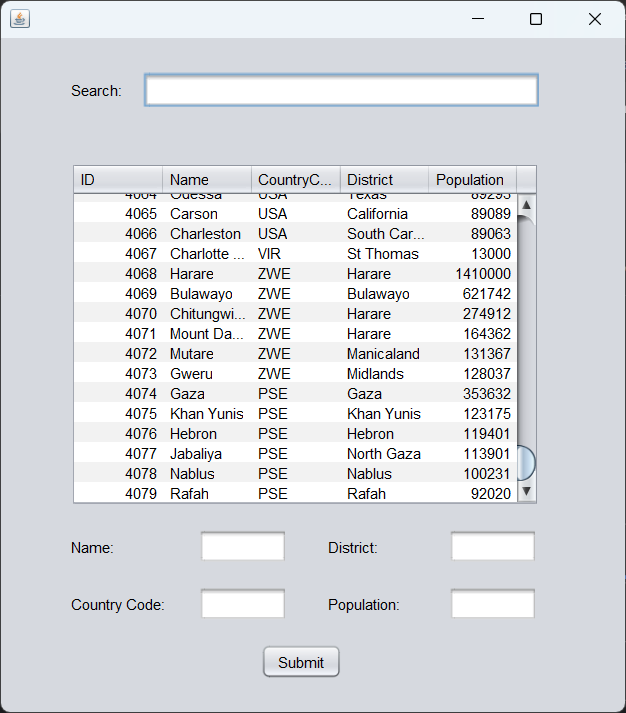 Search:
ID Name CountryC... District Population
4064 Odessa USA Texas 89293
4065 Carson USA California 89089
4066 Charleston USA South Car... 89063
4067 Charlotte ... VIR St Thomas 13000
4068 Harare ZWE Harare 1410000
4069 Bulawayo ZWE Bulawayo 621742
4070 Chitungwi... ZWE Harare 274912
4071 Mount Da... ZWE Harare 164362
4072 Mutare ZWE Manicaland 131367
4073 Gweru ZWE Midlands 128037
4074 Gaza PSE Gaza 353632
4075 Khan Yunis PSE Khan Yunis 123175
4076 Hebron PSE Hebron 119401
4077 Jabaliya PSE North Gaza 113901
4078 Nablus PSE Nablus 100231
4079 Rafah PSE Rafah 92020
Name: District:
Country Code: Population:
Submit